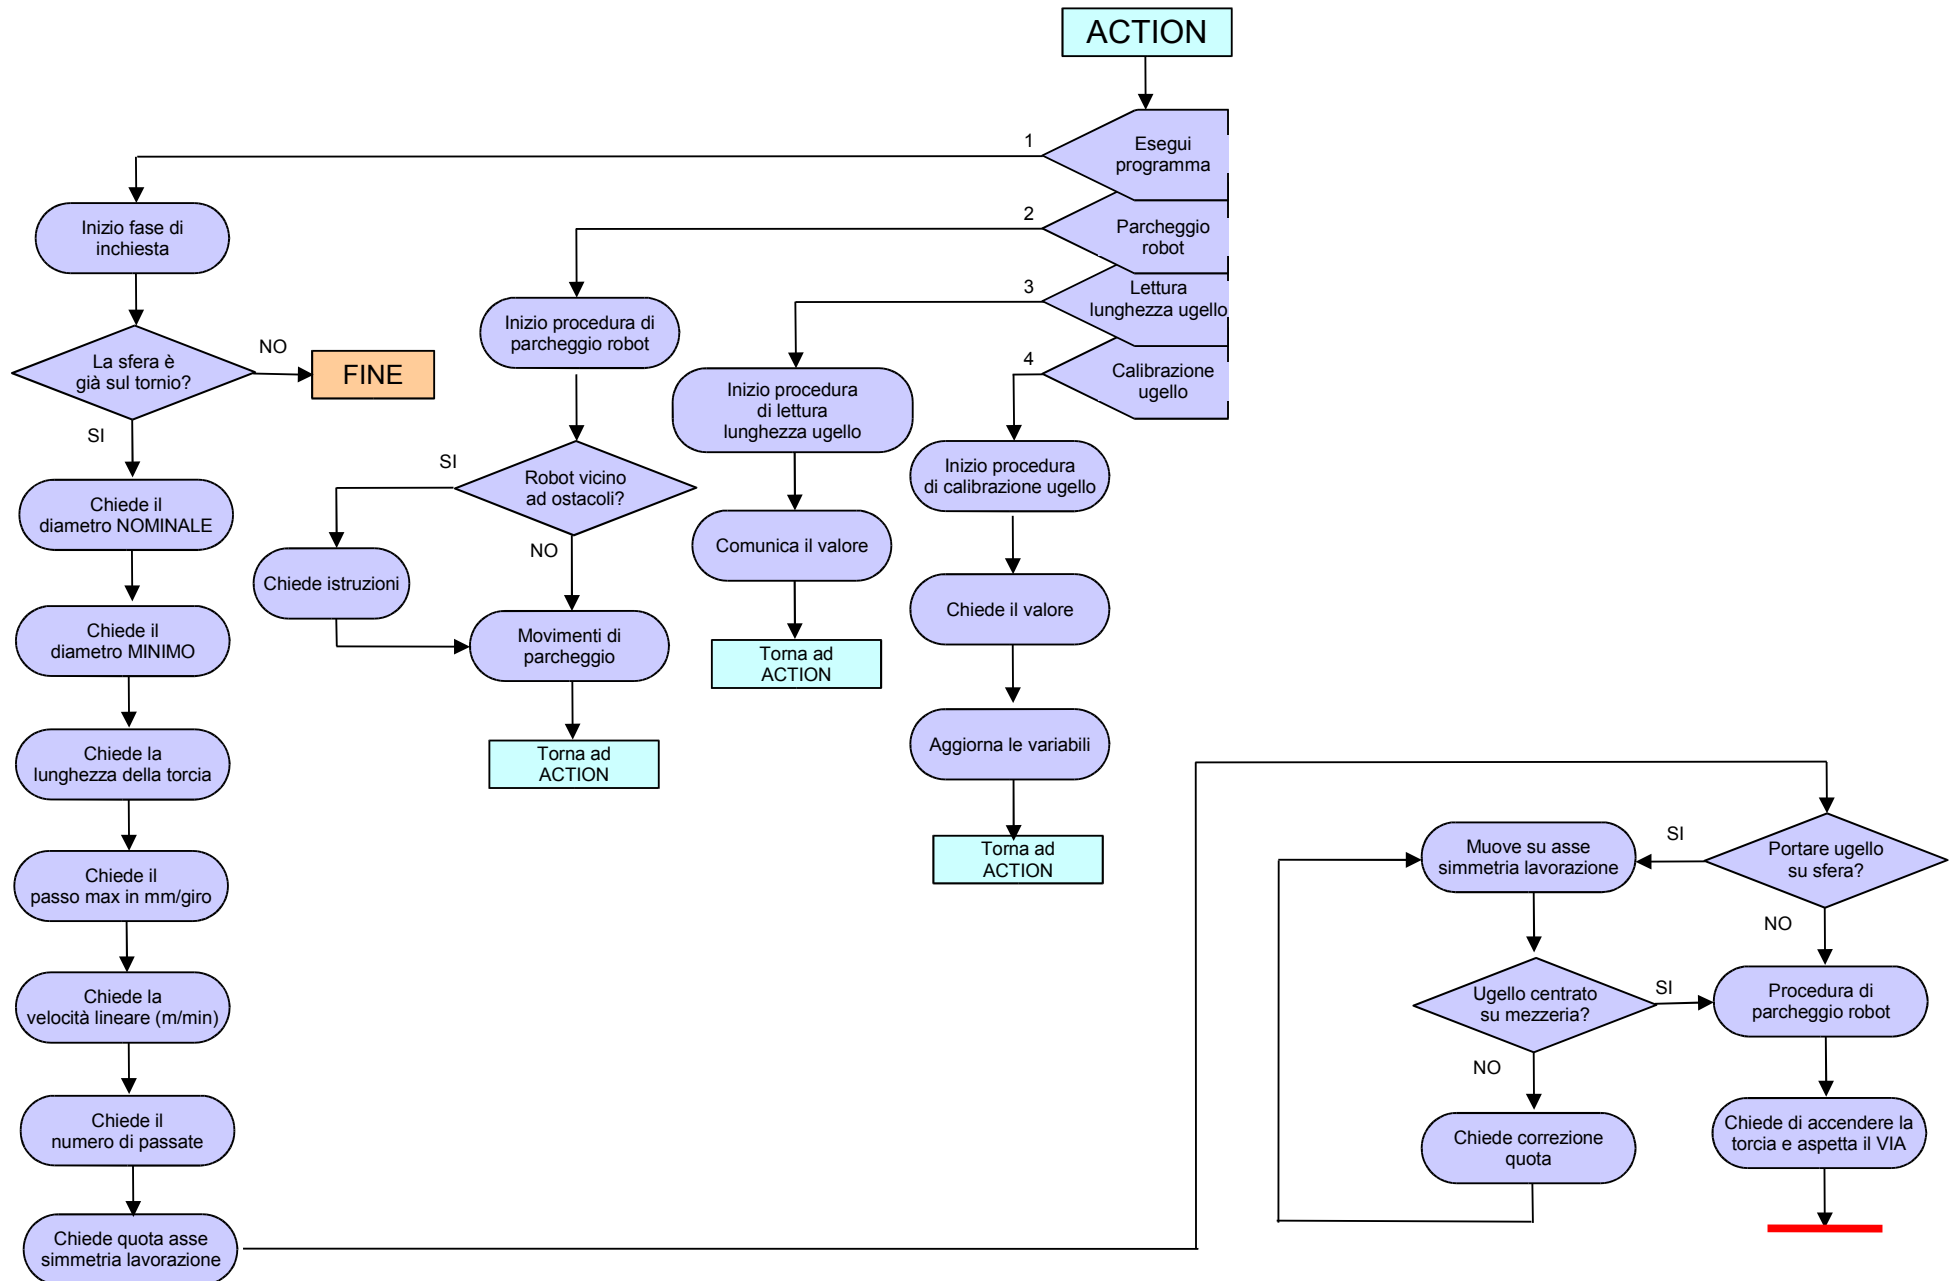 ACTION
1
Esegui
programma
2
Parcheggio
robot
3
Lettura
lunghezza ugello
4
Calibrazione
ugello
Inizio fase di
inchiesta
La sfera è
già sul tornio?
NO
FINE
SI
Chiede il
diametro NOMINALE
Chiede il
diametro MINIMO
Chiede la
lunghezza della torcia
Chiede il
passo max in mm/giro
Chiede la
velocità lineare (m/min)
Chiede il
numero di passate
Chiede quota asse
simmetria lavorazione
Inizio procedura di
parcheggio robot
SI
Robot vicino
ad ostacoli?
NO
Chiede istruzioni
Movimenti di
parcheggio
Torna ad
ACTION
Inizio procedura
di lettura
lunghezza ugello
Comunica il valore
Torna ad
ACTION
Inizio procedura
di calibrazione ugello
Chiede il valore
Aggiorna le variabili
Torna ad
ACTION
Portare ugello
su sfera?
SI
NO
Muove su asse
simmetria lavorazione
Ugello centrato
su mezzeria?
SI
NO
Chiede correzione
quota
Procedura di
parcheggio robot
Chiede di accendere la
torcia e aspetta il VIA